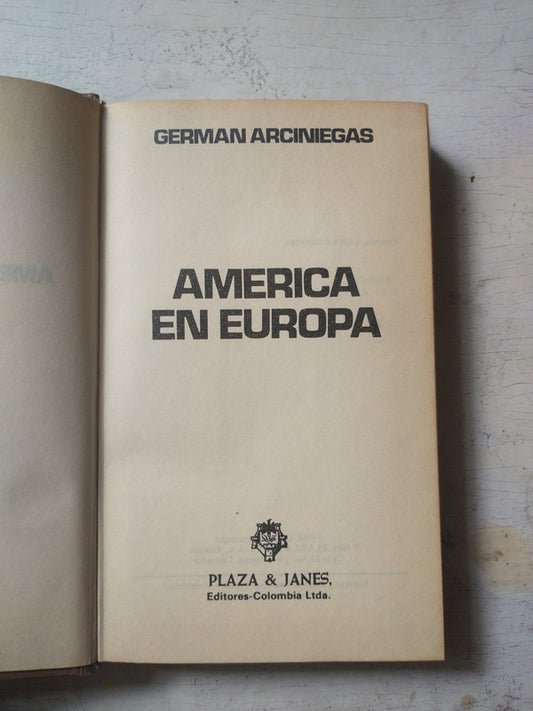 GERMAN ARCINIEGAS
AMERICA
EN EUROPA
PLAZA & JANES,
Editores-Colombia Ltda.